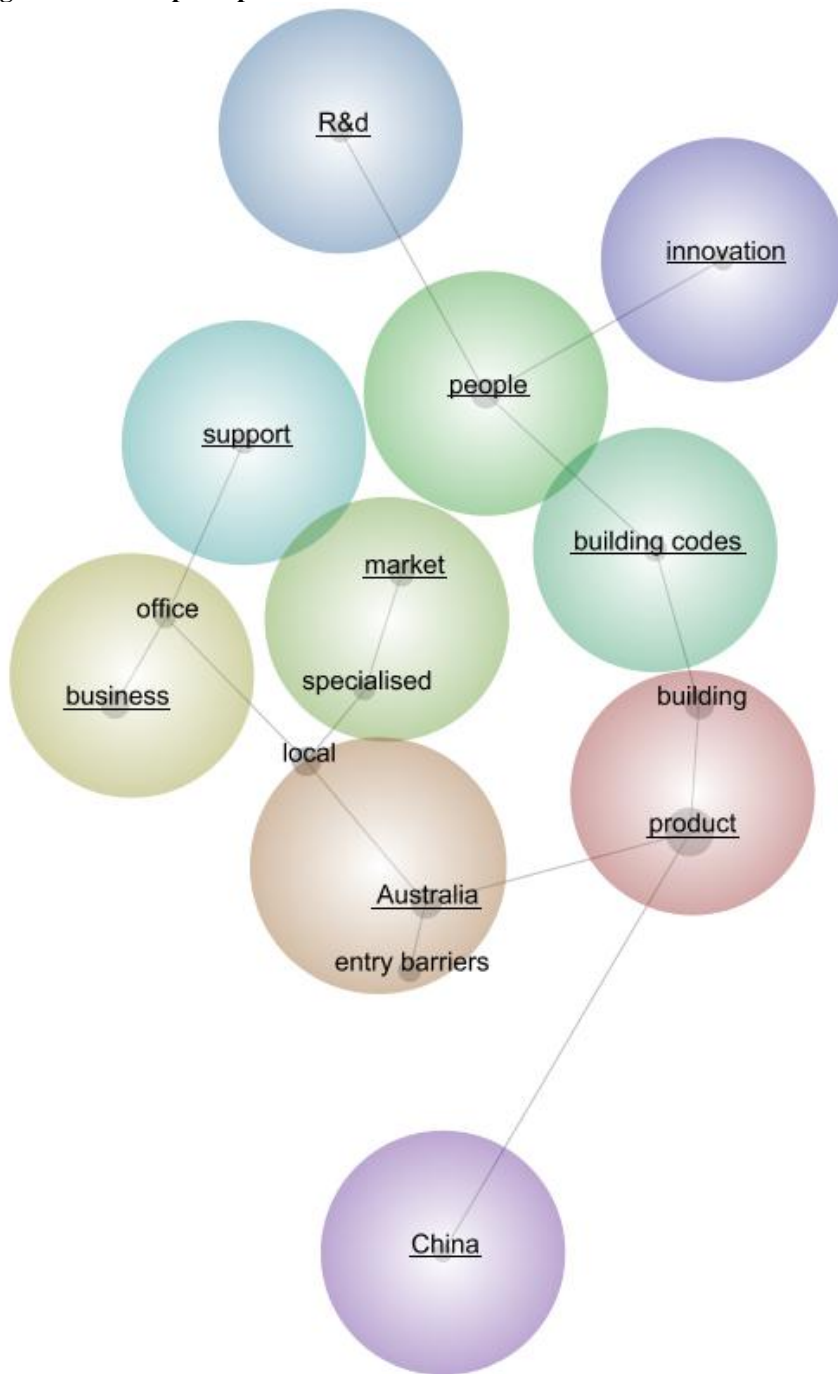 R&d
innovation
people
support
building codes
market
office
specialised
business
building
local
product
Australia
entry barriers
China